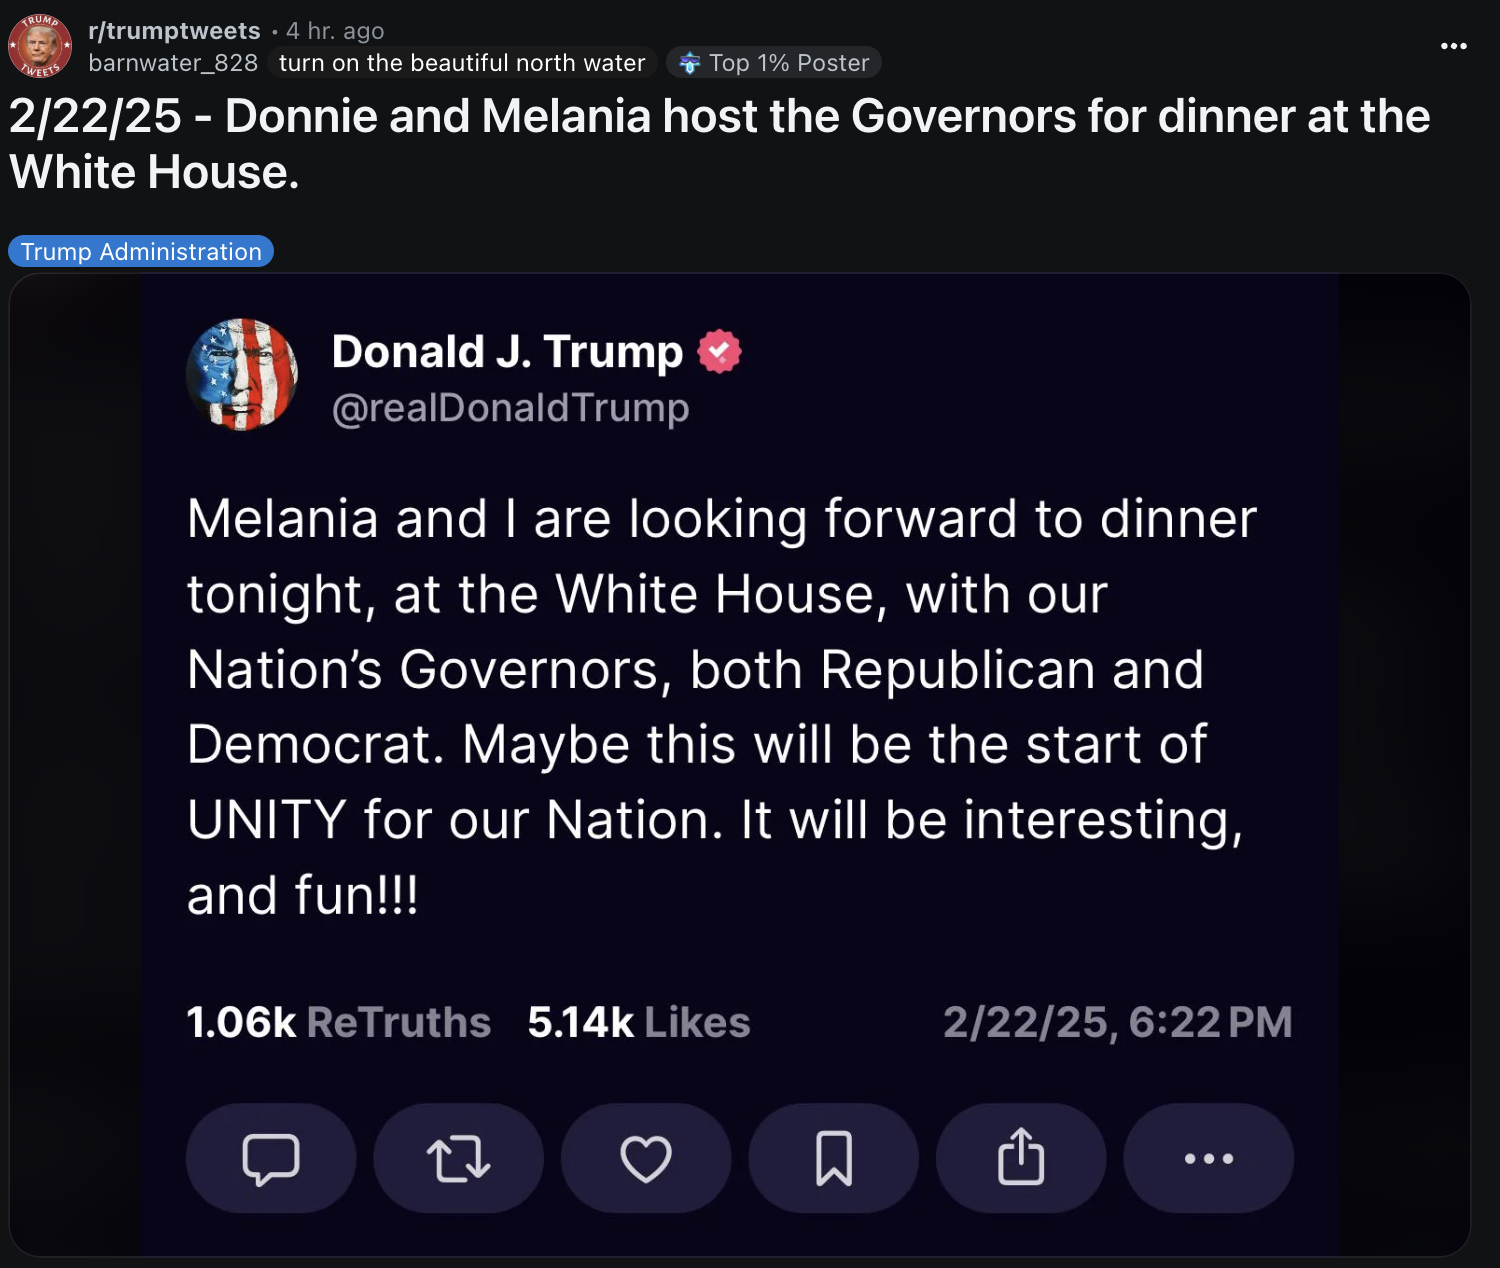 TRUMP
TWEETS
r/trumptweets • 4 hr. ago
barnwater_828 turn on the beautiful north water Top 1% Poster
2/22/25 - Donnie and Melania host the Governors for dinner at the
White House.
Trump Administration
Donald J. Trump
@realDonaldTrump
Melania and I are looking forward to dinner
tonight, at the White House, with our
Nation’s Governors, both Republican and
Democrat. Maybe this will be the start of
UNITY for our Nation. It will be interesting,
and fun!!!
1.06k ReTruths 5.14k Likes 2/22/25, 6:22 PM